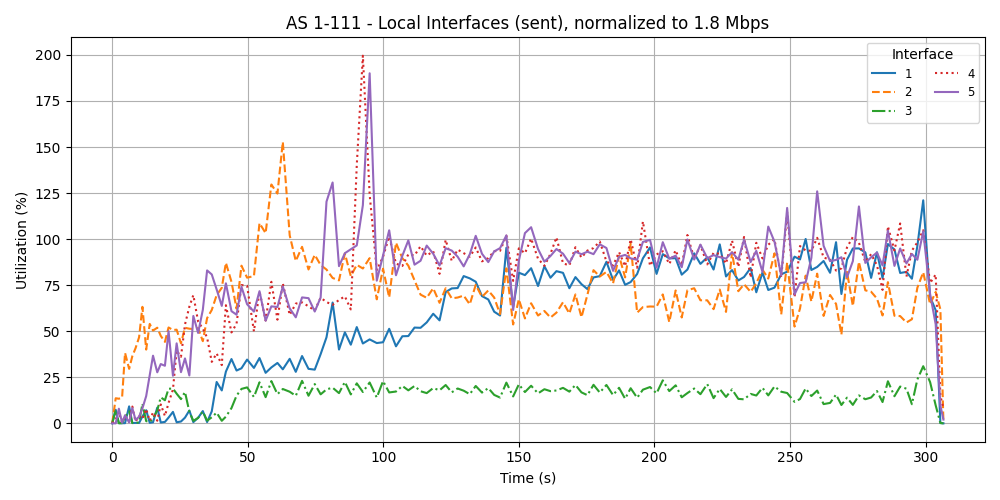 AS 1-111 - Local Interfaces (sent), normalized to 1.8 Mbps
Utilization (%)
200
175
150
125
100
75
50
25
0
0 50 100 150 200 250 300
Time (s)
Interface
1 4
2 5
3